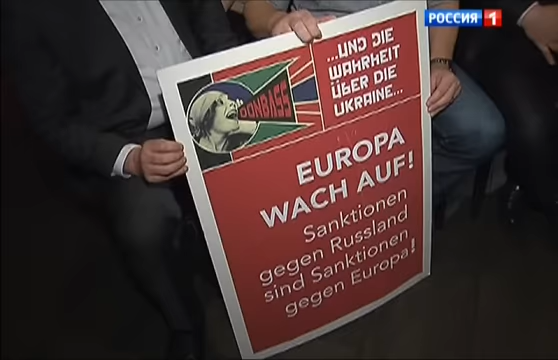 РОССИЯ 1
...UND DIE
WAHRHEIT
ÜBER DIE
UKRAINE...
DONBASS
EUROPA
WACH AUF!
Sanktionen
gegen Russland
sind Sanktionen
gegen Europa!